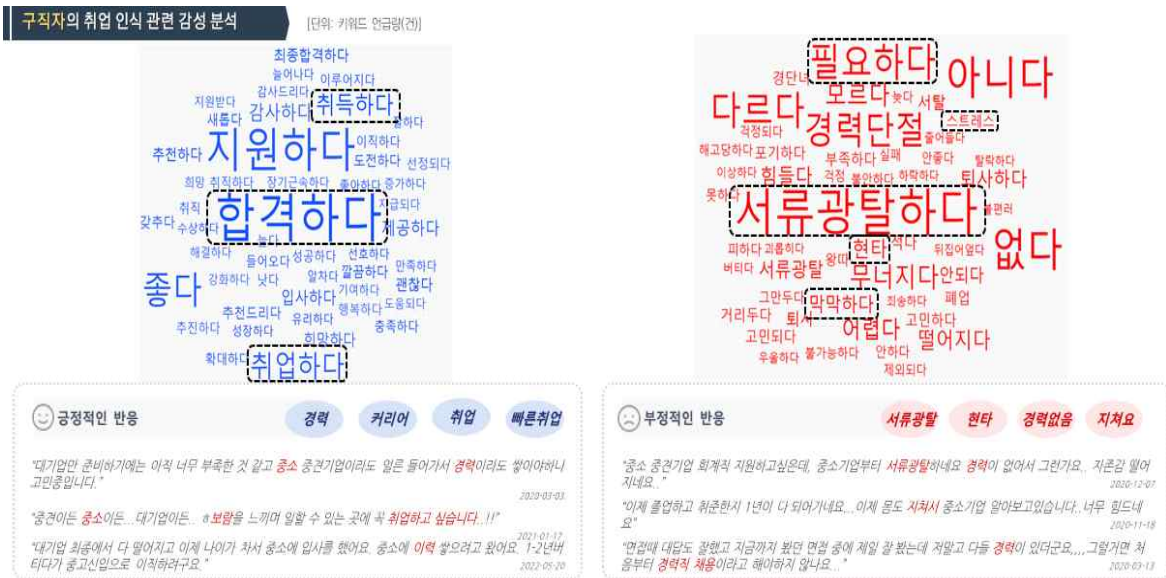 구직자의 취업 인식 관련 감성 분석
[단위: 키워드 언급량(건)]
최종합격하다
늘어나다 이루어지다
지원받다 감사드리다 취득하다
새롭다 감사하다
지원하다 이직하다
추천하다 도전하다 선정되다
희망 취직하다 장기근속하다 좋아하다 증가하다
취직 합격하다
갖추다 수상하다 제공하다
해결하다 들어오다 성공하다 선호하다
강화하다 낫다 알차다 깔끔하다 만족하다
좋다 입사하다 기여하다 괜찮다
추천드리다 유리하다 행복하다 도움되다
추진하다 성장하다 희망하다 충족하다
확대하다 취업하다
필요하다 아니다
경단녀 모르다 늦다 서탈
다르다 경력단절 스트레스
걱정되다 줄어들다
해고당하다 포기하다 부족하다 실패 안좋다 탈락하다
이상하다 힘들다 걱정 불안하다 하락하다 퇴사하다
못하다 서류광탈하다
피하다 괴롭히다 현타 적다 뒤집어엎다 없다
버티다 서류광탈 왕따 무너지다 안되다
그만두다 막막하다 죄송하다 폐업
거리두다 퇴사 어렵다 고민하다
고민되다 떨어지다
우울하다 불가능하다 안하다
제외되다
긍정적인 반응
경력 커리어 취업 빠른취업
"대기업만 준비하기에는 아직 너무 부족한 것 같고 중소 중견기업이라도 일은 들어가서 경력이라도 쌓아야하나
고민중입니다."
2020-03-03
"중견이든 중소이든... 대기업이든.. ㅎ보람을 느끼며 일할 수 있는 곳에 꼭 취업하고 싶습니다..!!"
2021-01-17
"대기업 최종에서 다 떨어지고 이제 나이가 차서 중소에 입사를 했어요. 중소에 이력 쌓으려고 왔어요. 1-2년버
티다가 중고신입으로 이직하려구요."
2022-05-20
부정적인 반응
서류광탈 현타 경력없음 지쳐요
"중소 중견기업 회계직 지원하고싶은데, 중소기업부터 서류광탈하네요 경력이 없어서 그런가요.. 자존감 떨어
지네요.."
2020-12-07
"이제 졸업하고 취준한지 1년이 다 되어가네요...이제 몸도 지쳐서 중소기업 알아보고있습니다..너무 힘드네
요"
2020-11-18
"면접때 대답도 잘했고 지금까지 봤던 면접 중에 제일 잘 봤는데 저말고 다들 경력이 있더군요,,,,그럴거면 처
음부터 경력직 채용이라고 해야하지 않나요..."
2020-03-13